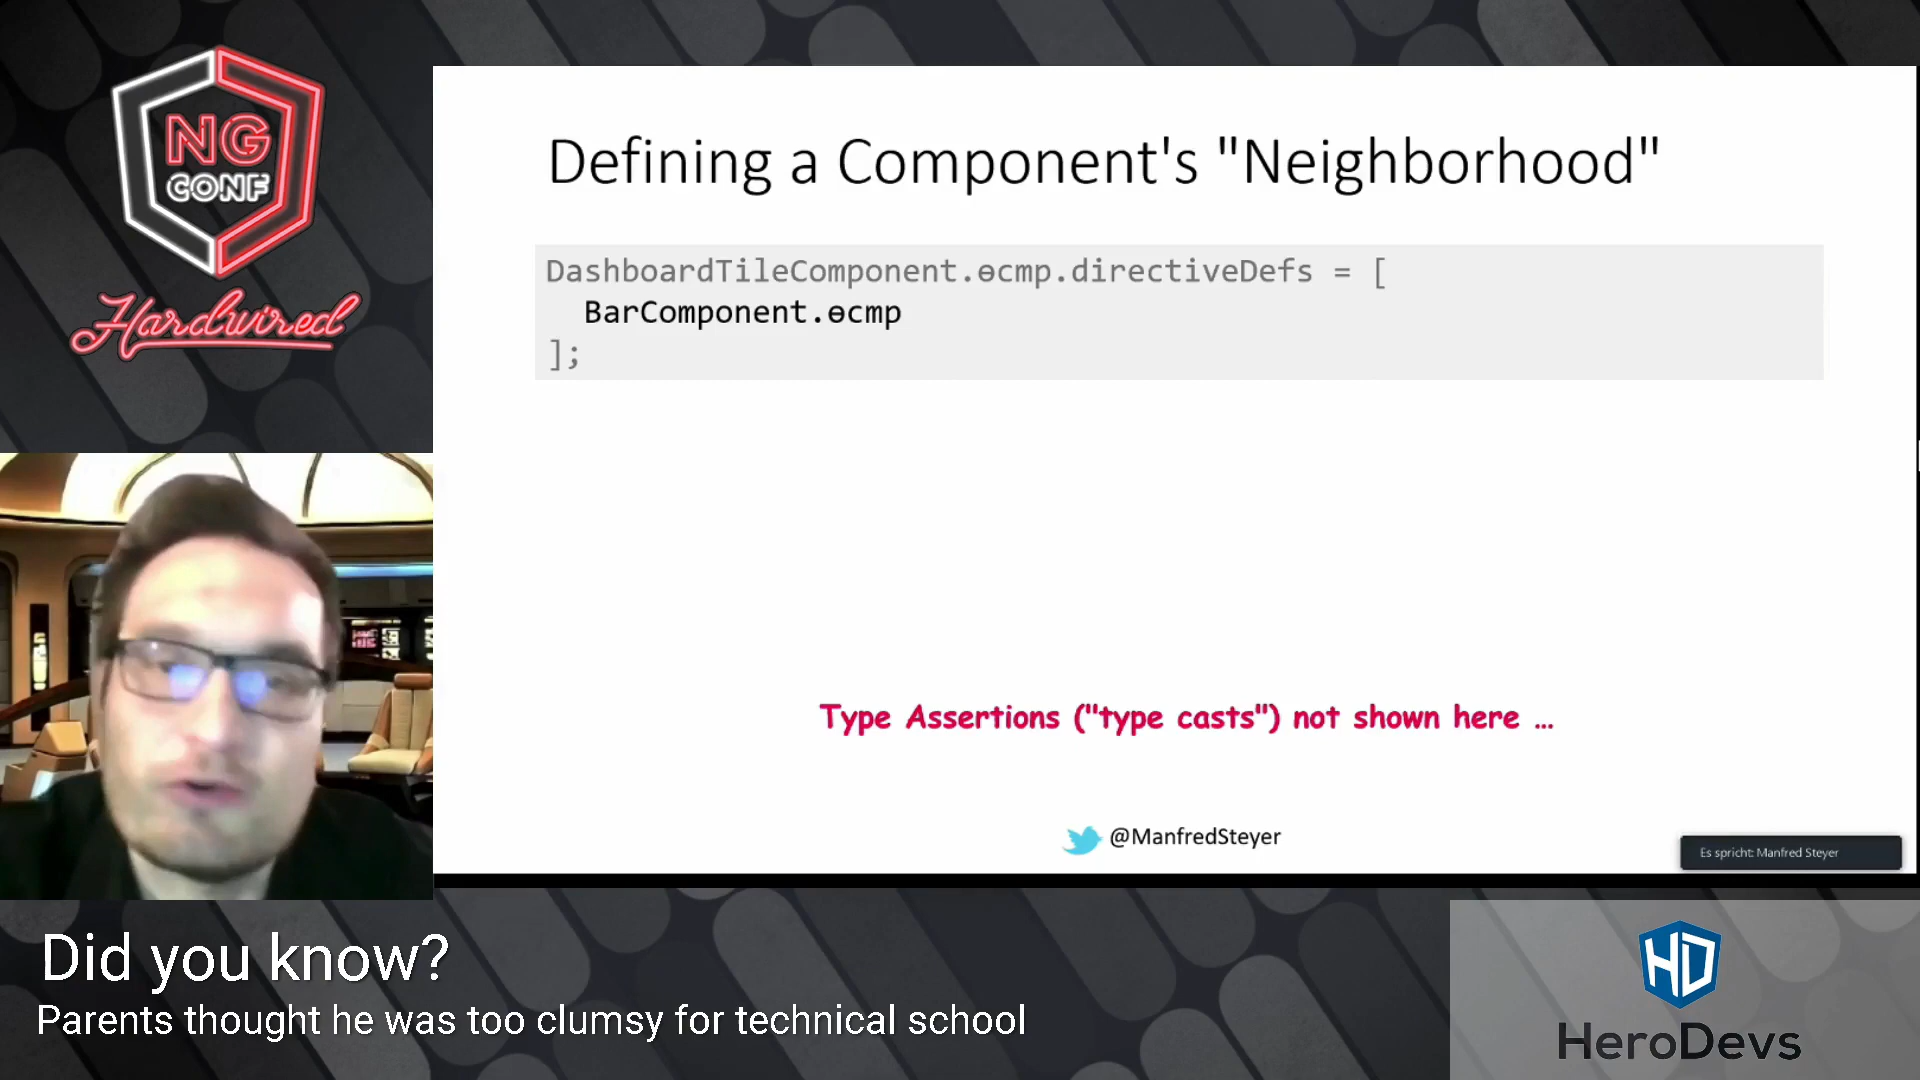 NG
CONF
Hardwired
Defining a Component's "Neighborhood"
DashboardTileComponent.ɵcmp.directiveDefs = [
BarComponent.ɵcmp
];
Type Assertions ("type casts") not shown here ...
@ManfredSteyer
Es spricht: Manfred Steyer
Did you know?
Parents thought he was too clumsy for technical school
HD
HeroDevs